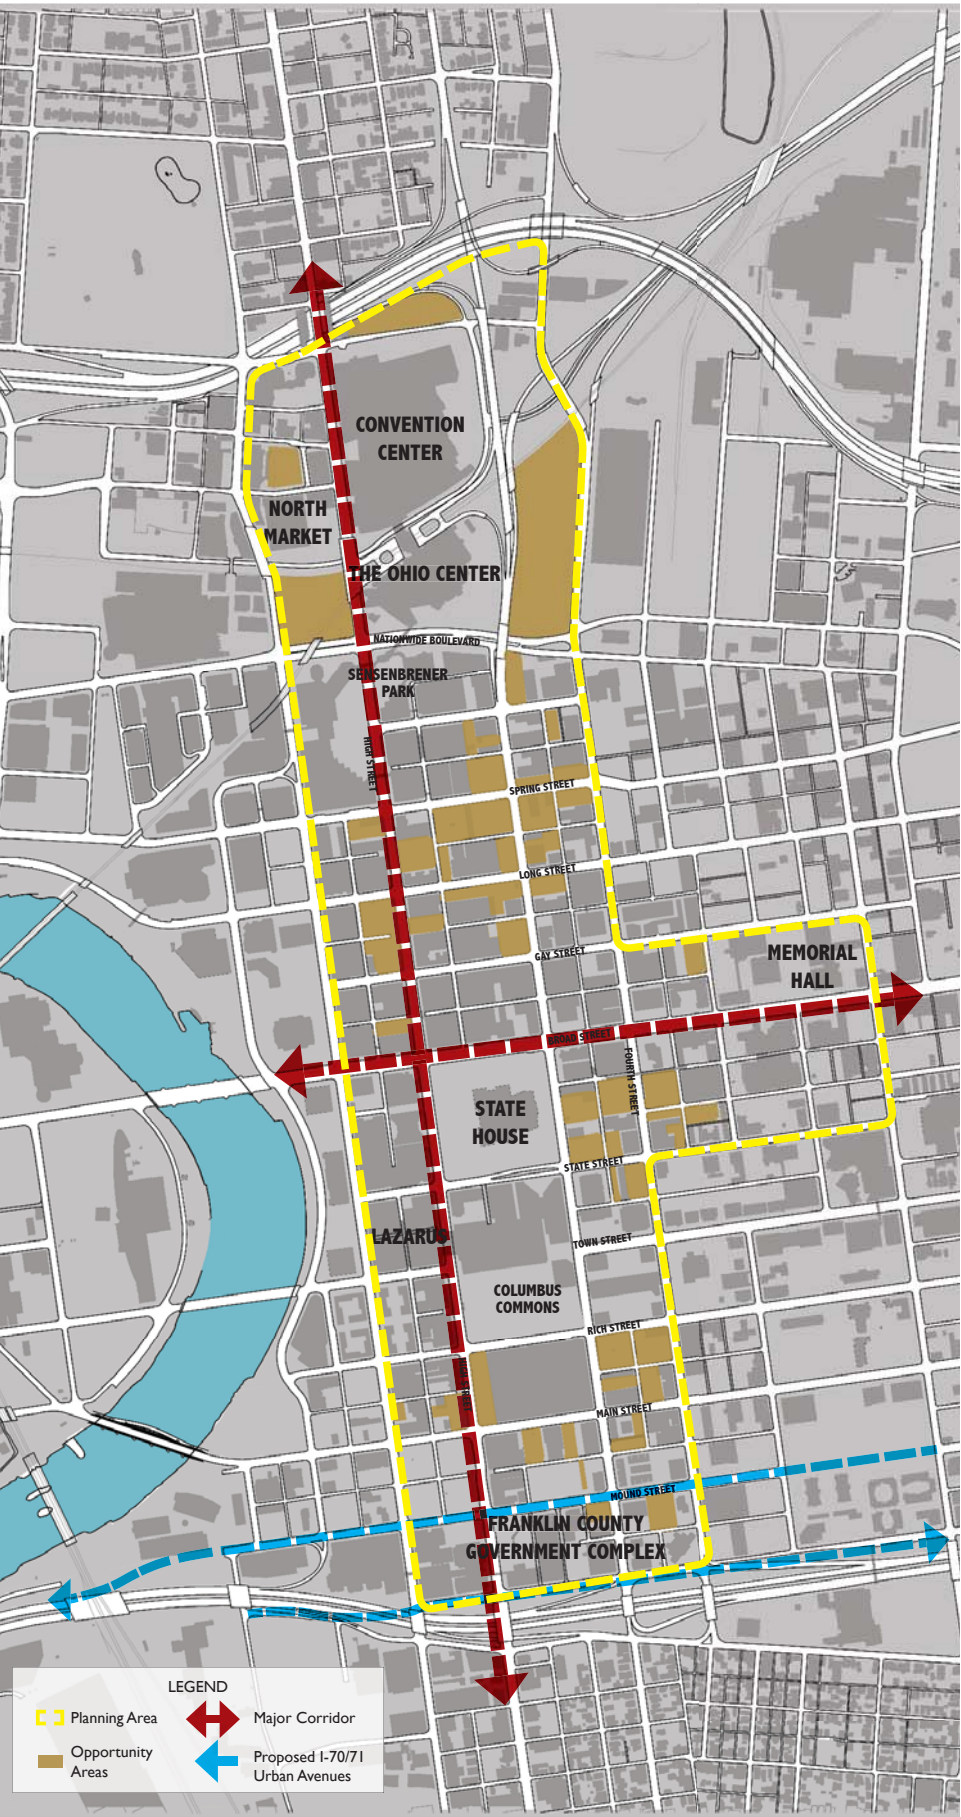 CONVENTION
CENTER
NORTH
MARKET
THE OHIO CENTER
NATIONWIDE BOULEVARD
SENSENBRENER
PARK
HIGH STREET
SPRING STREET
LONG STREET
GAY STREET
MEMORIAL
HALL
BROAD STREET
FOURTH STREET
STATE
HOUSE
STATE STREET
LAZARUS
TOWN STREET
COLUMBUS
COMMONS
RICH STREET
HIGH STREET
MAIN STREET
MOUND STREET
FRANKLIN COUNTY
GOVERNMENT COMPLEX
LEGEND
Planning Area
Major Corridor
Opportunity
Areas
Proposed I-70/71
Urban Avenues